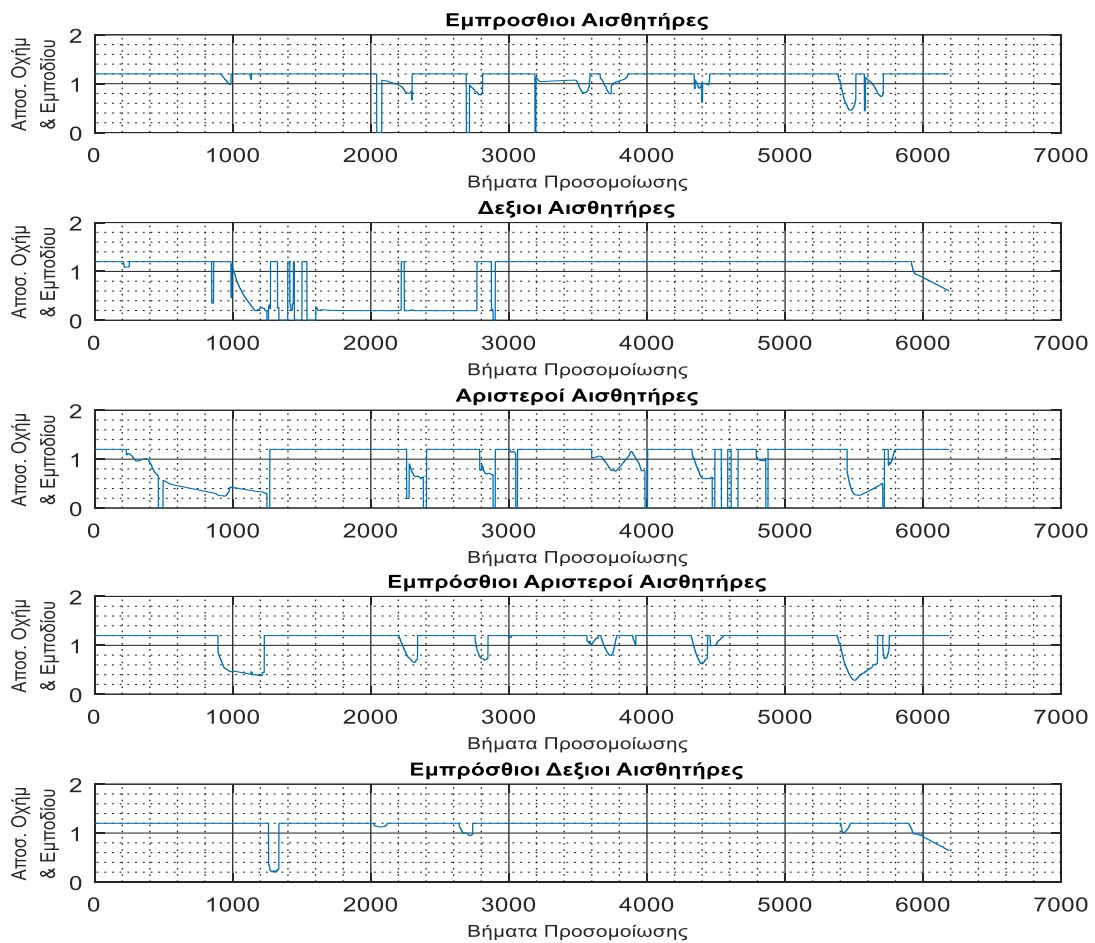 Εμπροσθιοι Αισθητήρες
Αποσ. Οχήμ
& Εμποδίου
2
1
0
0 1000 2000 3000 4000 5000 6000 7000
Βήματα Προσομοίωσης
Δεξιοι Αισθητήρες
Αποσ. Οχήμ
& Εμποδίου
2
1
0
0 1000 2000 3000 4000 5000 6000 7000
Βήματα Προσομοίωσης
Αριστεροί Αισθητήρες
Αποσ. Οχήμ
& Εμποδίου
2
1
0
0 1000 2000 3000 4000 5000 6000 7000
Βήματα Προσομοίωσης
Εμπρόσθιοι Αριστεροί Αισθητήρες
Αποσ. Οχήμ
& Εμποδίου
2
1
0
0 1000 2000 3000 4000 5000 6000 7000
Βήματα Προσομοίωσης
Εμπρόσθιοι Δεξιοι Αισθητήρες
Αποσ. Οχήμ
& Εμποδίου
2
1
0
0 1000 2000 3000 4000 5000 6000 7000
Βήματα Προσομοίωσης